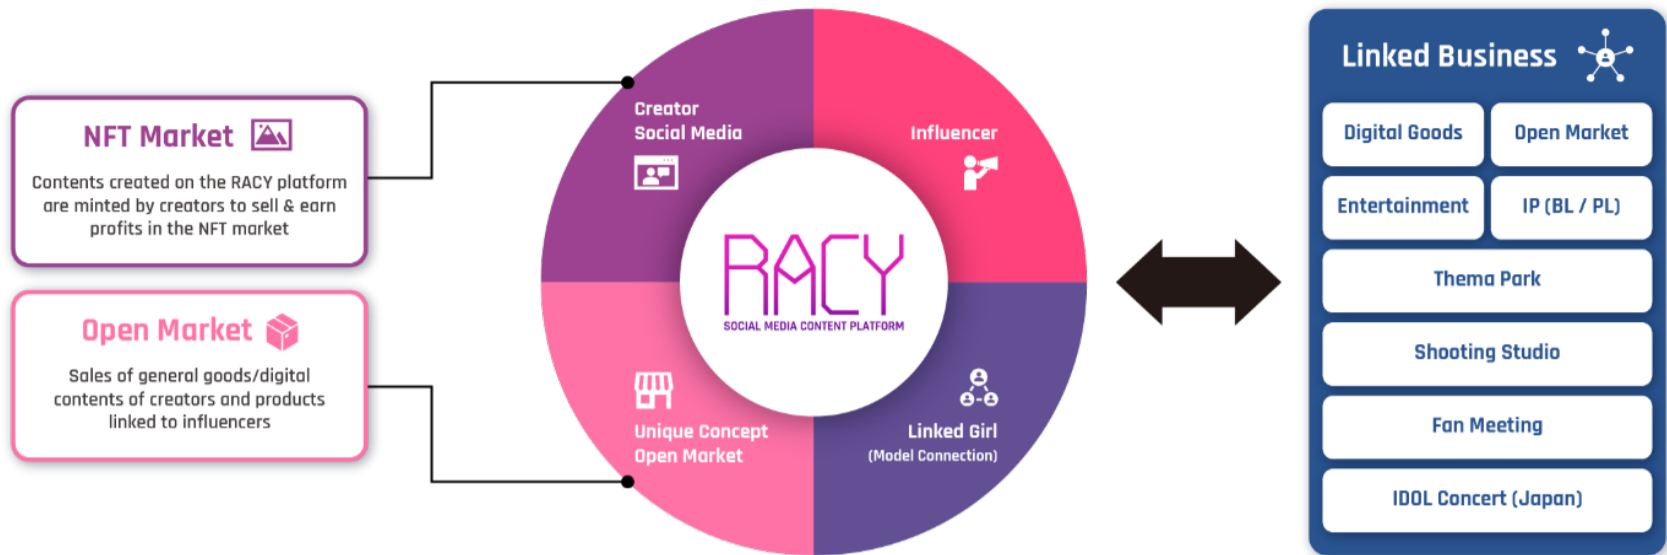 NFT Market
Contents created on the RACY platform
are minted by creators to sell & earn
profits in the NFT market
Open Market
Sales of general goods/digital
contents of creators and products
linked to influencers
Creator
Social Media
Influencer
RACY
SOCIAL MEDIA CONTENT PLATFORM
Unique Concept
Open Market
Linked Girl
(Model Connection)
Linked Business
Digital Goods
Open Market
Entertainment
IP (BL / PL)
Thema Park
Shooting Studio
Fan Meeting
IDOL Concert (Japan)